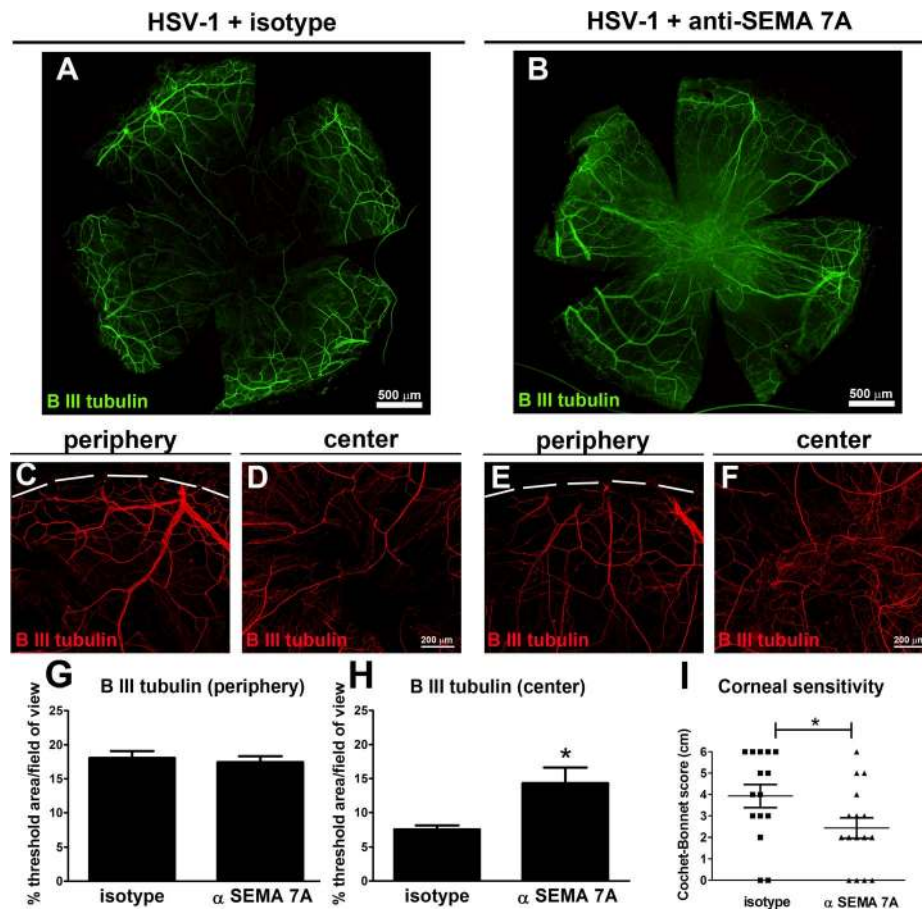 HSV-1 + isotype
HSV-1 + anti-SEMA 7A
A
B III tubulin
500 µm
B
B III tubulin
500 µm
periphery
center
periphery
center
C
B III tubulin
D
B III tubulin
200 µm
E
B III tubulin
F
B III tubulin
200 µm
G
B III tubulin (periphery)
% threshold area/field of view
25
20
15
10
5
0
isotype
α SEMA 7A
H
B III tubulin (center)
% threshold area/field of view
25
20
15
10
5
0
*
isotype
α SEMA 7A
I
Corneal sensitivity
*
Cochet-Bonnet score (cm)
6
5
4
3
2
1
0
isotype
α SEMA 7A